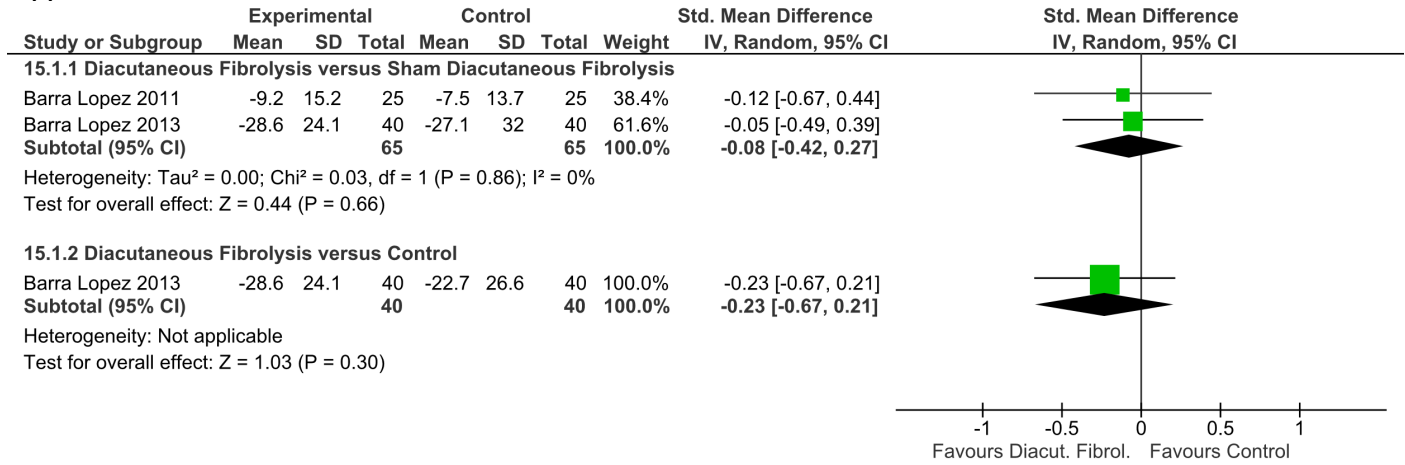 Experimental Control Std. Mean Difference Std. Mean Difference
Study or Subgroup Mean SD Total Mean SD Total Weight IV, Random, 95% CI IV, Random, 95% CI
15.1.1 Diacutaneous Fibrolysis versus Sham Diacutaneous Fibrolysis
Barra Lopez 2011 -9.2 15.2 25 -7.5 13.7 25 38.4% -0.12 [-0.67, 0.44]
Barra Lopez 2013 -28.6 24.1 40 -27.1 32 40 61.6% -0.05 [-0.49, 0.39]
Subtotal (95% CI) 65 65 100.0% -0.08 [-0.42, 0.27]
Heterogeneity: Tau² = 0.00; Chi² = 0.03, df = 1 (P = 0.86); I² = 0%
Test for overall effect: Z = 0.44 (P = 0.66)
15.1.2 Diacutaneous Fibrolysis versus Control
Barra Lopez 2013 -28.6 24.1 40 -22.7 26.6 40 100.0% -0.23 [-0.67, 0.21]
Subtotal (95% CI) 40 40 100.0% -0.23 [-0.67, 0.21]
Heterogeneity: Not applicable
Test for overall effect: Z = 1.03 (P = 0.30)
-1 -0.5 0 0.5 1
Favours Diacut. Fibrol. Favours Control